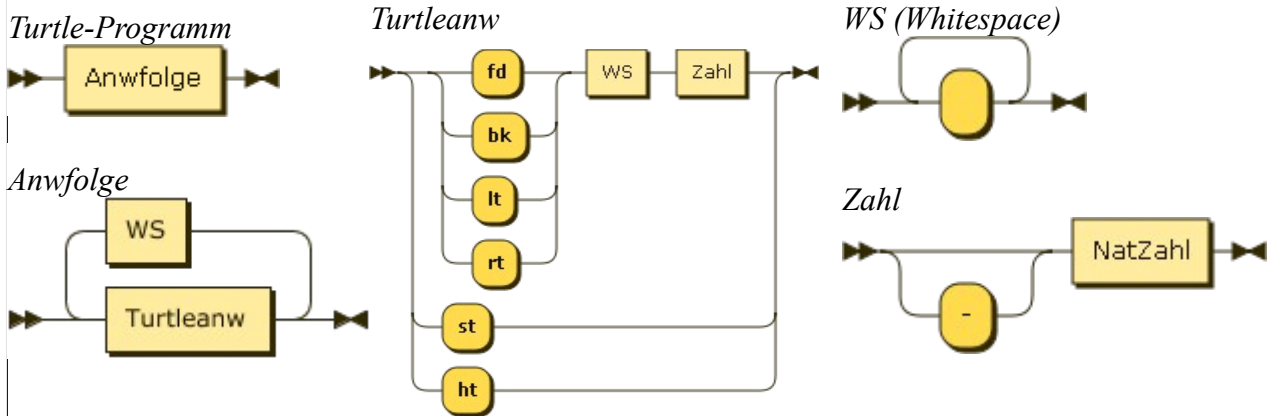 Turtle-Programm
Anwfolge
Anwfolge
WS
Turtleanw
Turtleanw
fd
WS
Zahl
bk
lt
rt
st
ht
WS (Whitespace)
Zahl
-
NatZahl